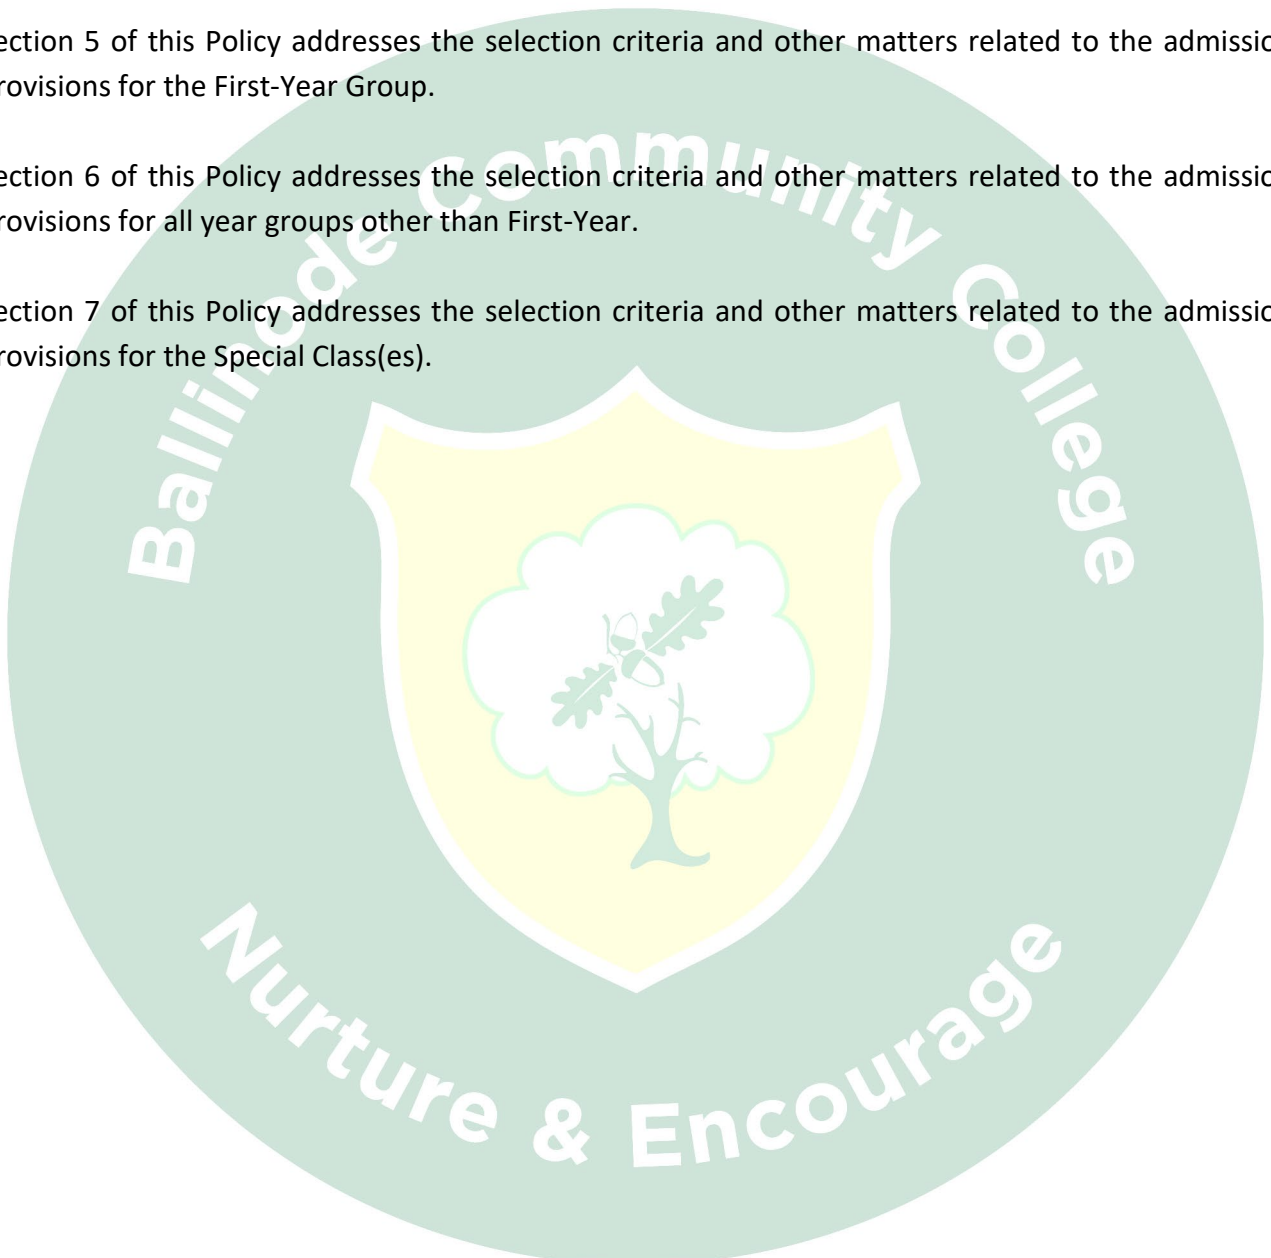 ection 5 of this Policy addresses the selection criteria and other matters related to the admissio
rovisions for the First-Year Group.
ection 6 of this Policy addresses the selection criteria and other matters related to the admissio
rovisions for all year groups other than First-Year.
ection 7 of this Policy addresses the selection criteria and other matters related to the admissio
rovisions for the Special Class(es).
Ballinode Community College
Nurture & Encourage